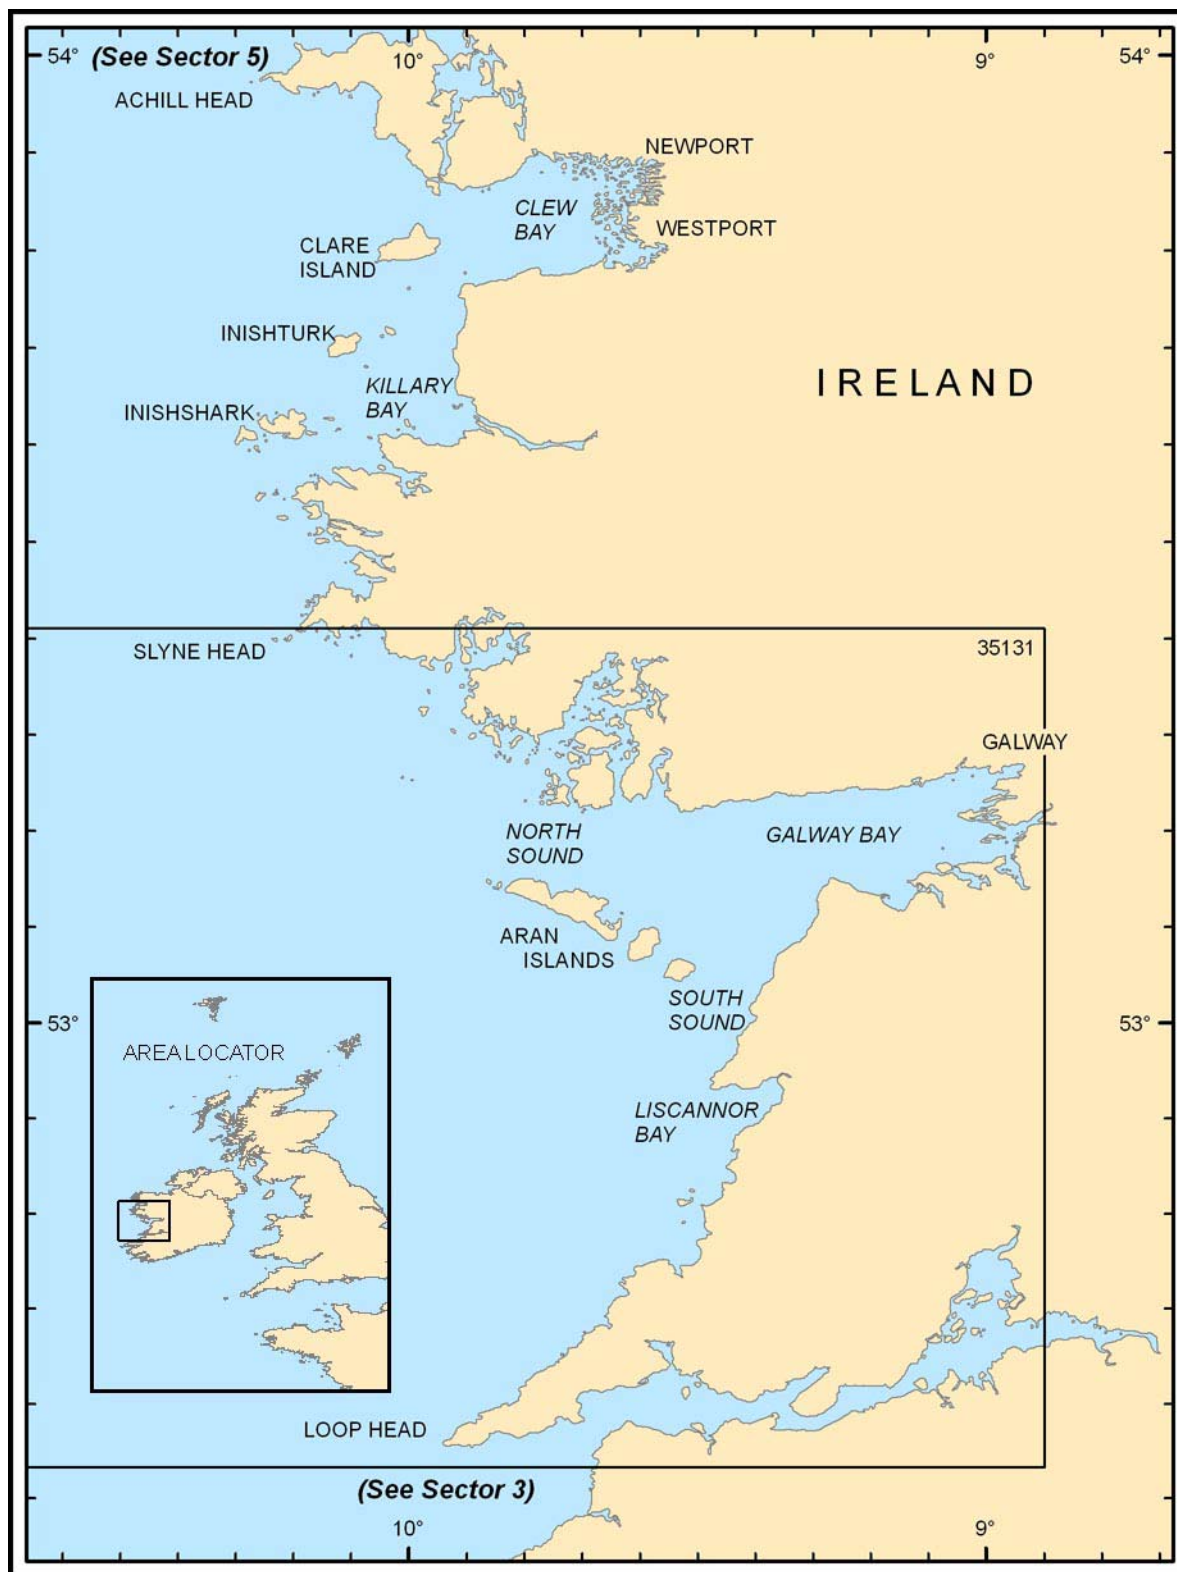 54° (See Sector 5) 10° 9° 54°
ACHILL HEAD
NEWPORT
CLEW
BAY
WESTPORT
CLARE
ISLAND
INISHTURK
KILLARY
BAY
IRELAND
INISHSHARK
SLYNE HEAD
35131
GALWAY
NORTH
SOUND
GALWAY BAY
ARAN
ISLANDS
SOUTH
SOUND
53° 53°
AREA LOCATOR
LISCANNOR
BAY
LOOP HEAD
(See Sector 3)
10° 9°